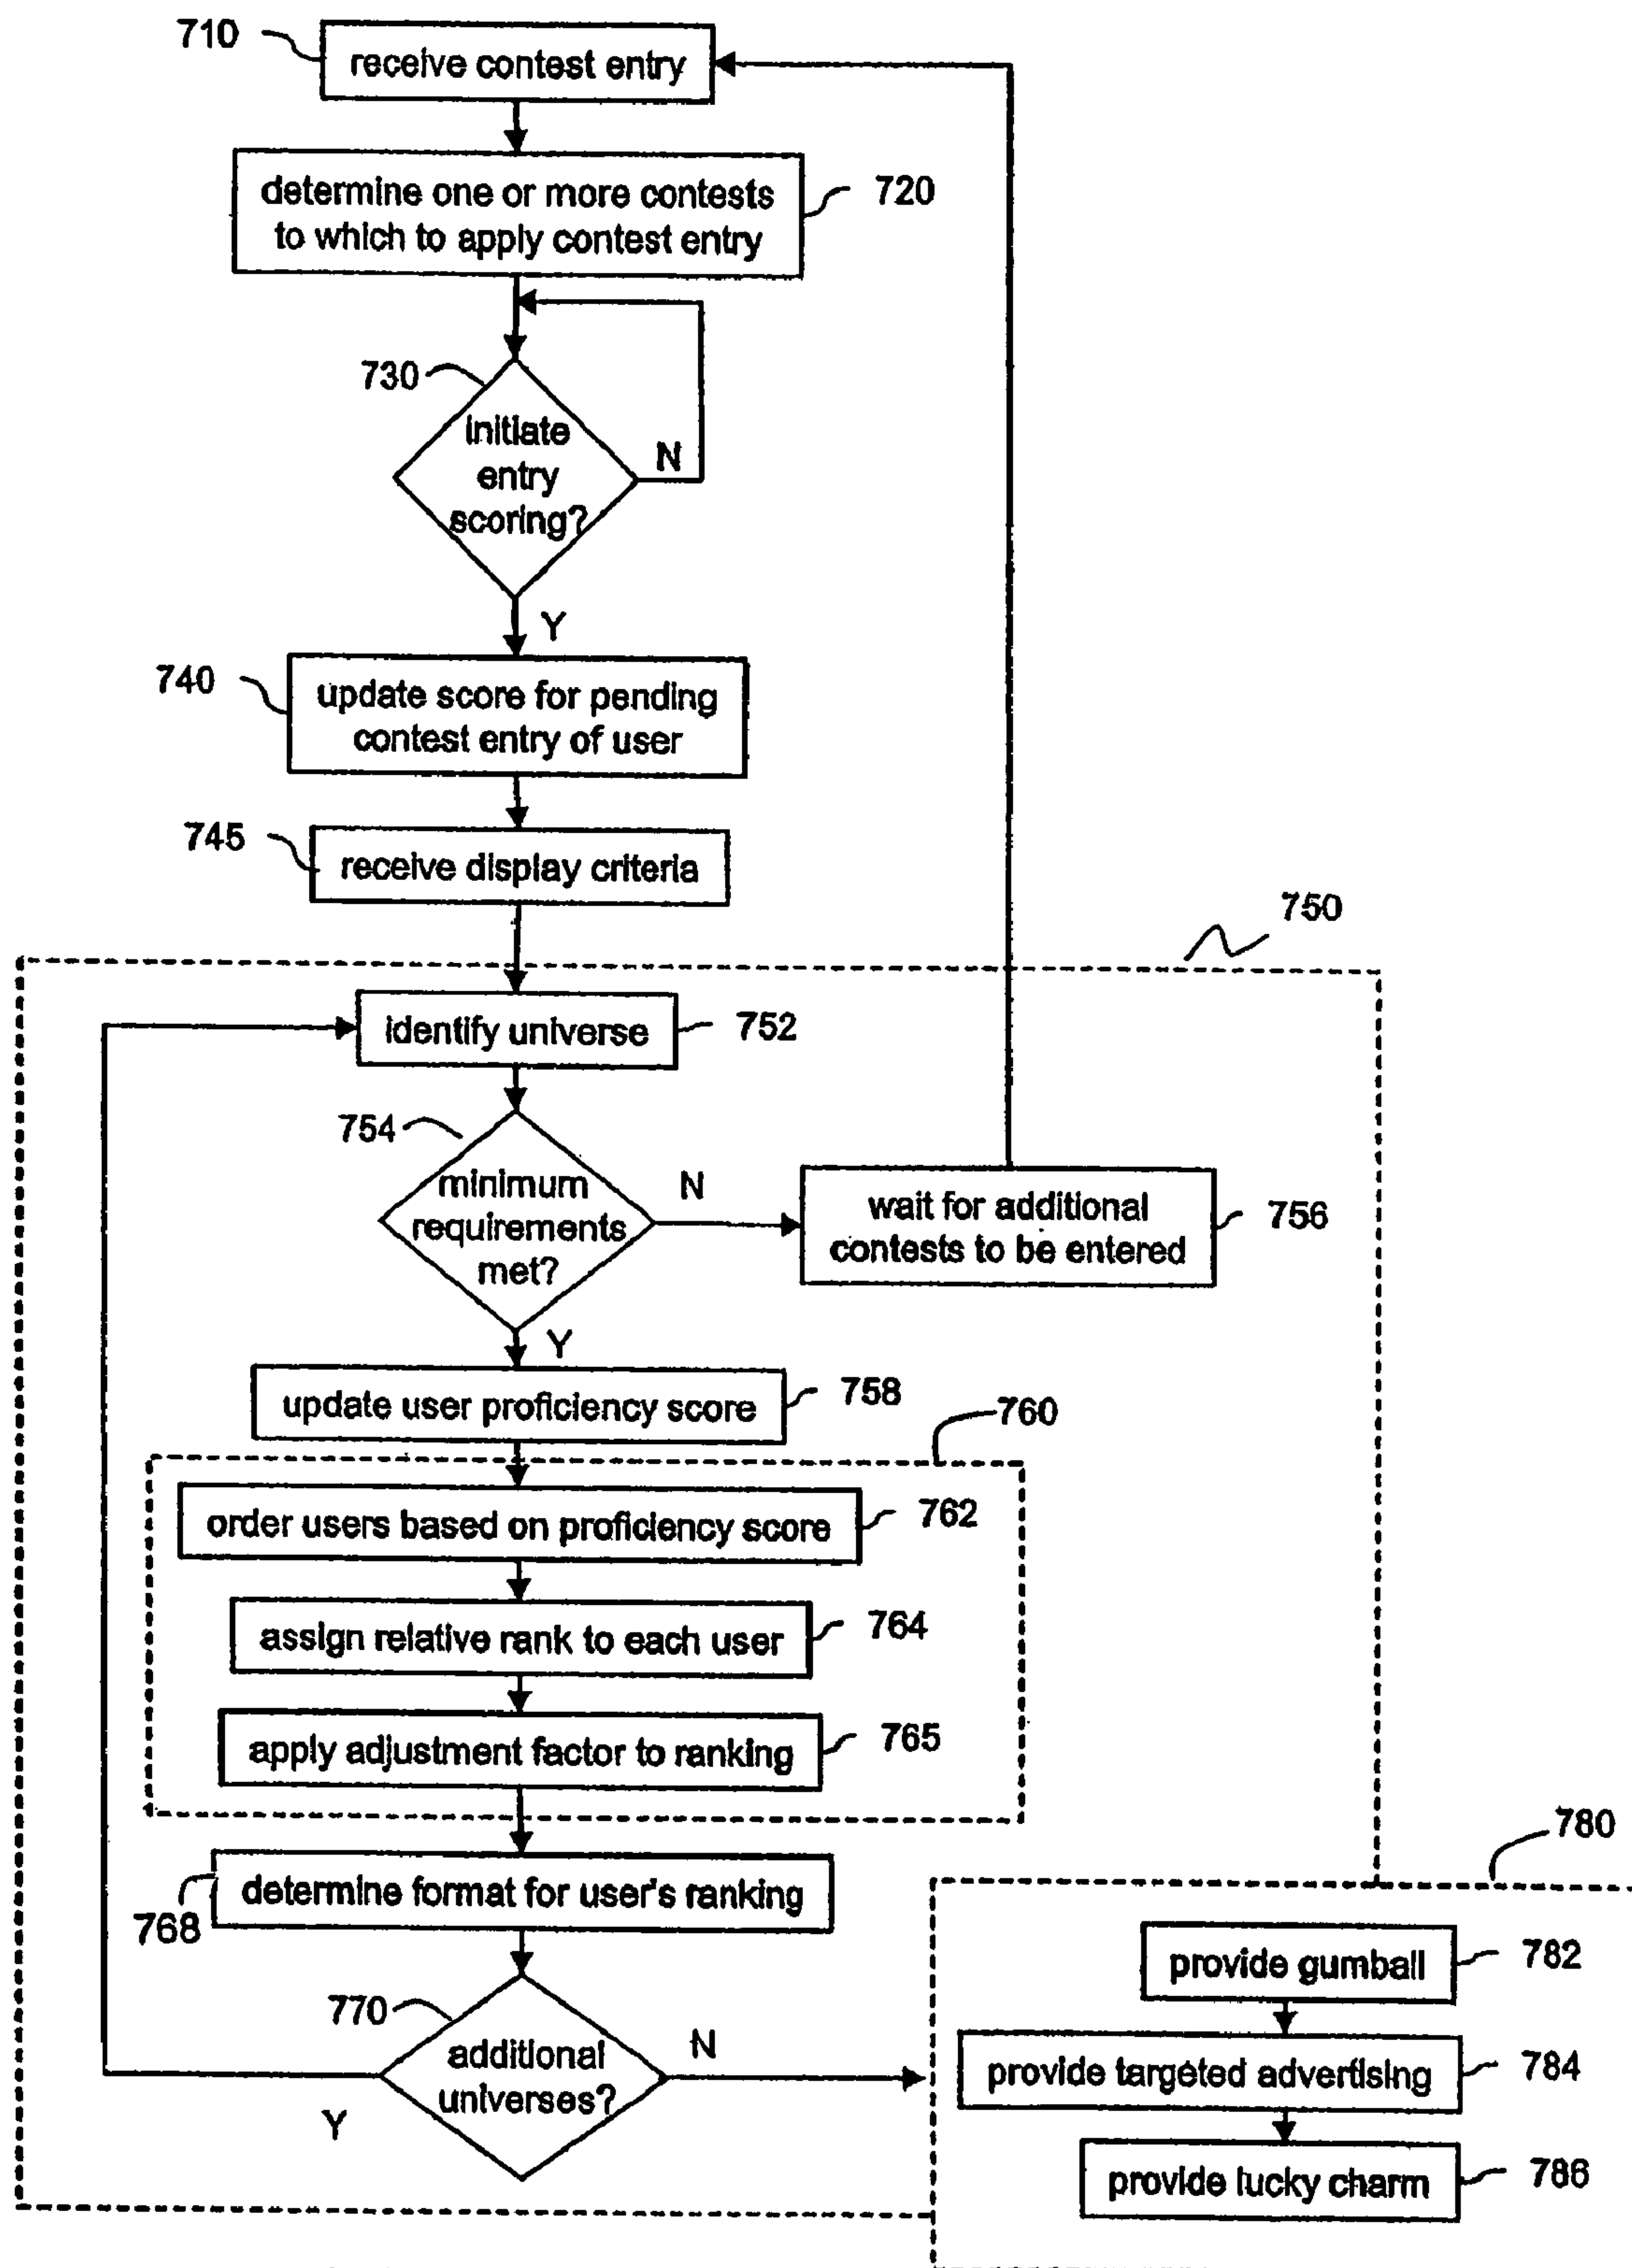 710
receive contest entry
determine one or more contests
to which to apply contest entry
720
730
initiate
entry
scoring?
N
Y
740
update score for pending
contest entry of user
745
receive display criteria
750
identify universe
752
754
minimum
requirements
met?
N
wait for additional
contests to be entered
756
Y
update user proficiency score
758
760
order users based on proficiency score
762
assign relative rank to each user
764
apply adjustment factor to ranking
765
780
determine format for user's ranking
768
provide gumball
782
770
additional
universes?
N
Y
provide targeted advertising
784
provide lucky charm
786